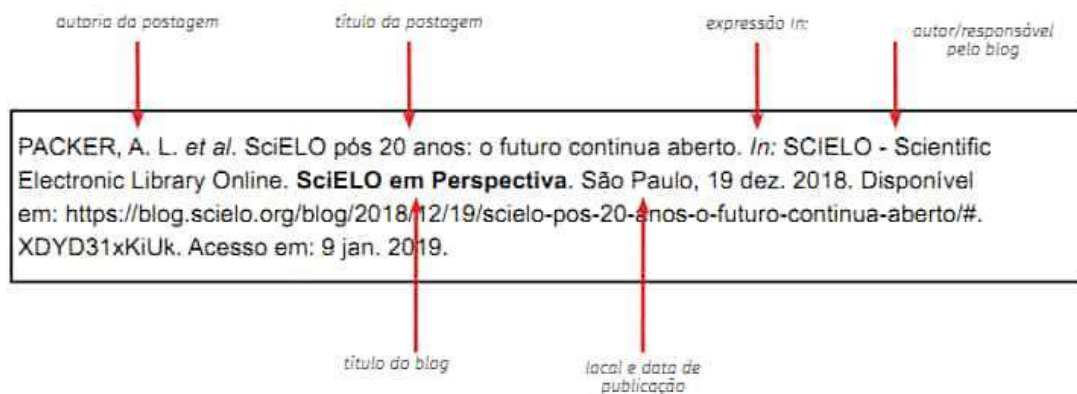 autoria da postagem título da postagem expressão In: autor/responsável
pelo blog
PACKER, A. L. et al. SciELO pós 20 anos: o futuro continua aberto. In: SCIELO - Scientific
Electronic Library Online. SciELO em Perspectiva. São Paulo, 19 dez. 2018. Disponível
em: https://blog.scielo.org/blog/2018/12/19/scielo-pos-20-anos-o-futuro-continua-aberto/#.
XDYD31xKiUk. Acesso em: 9 jan. 2019.
título do blog local e data de
publicação